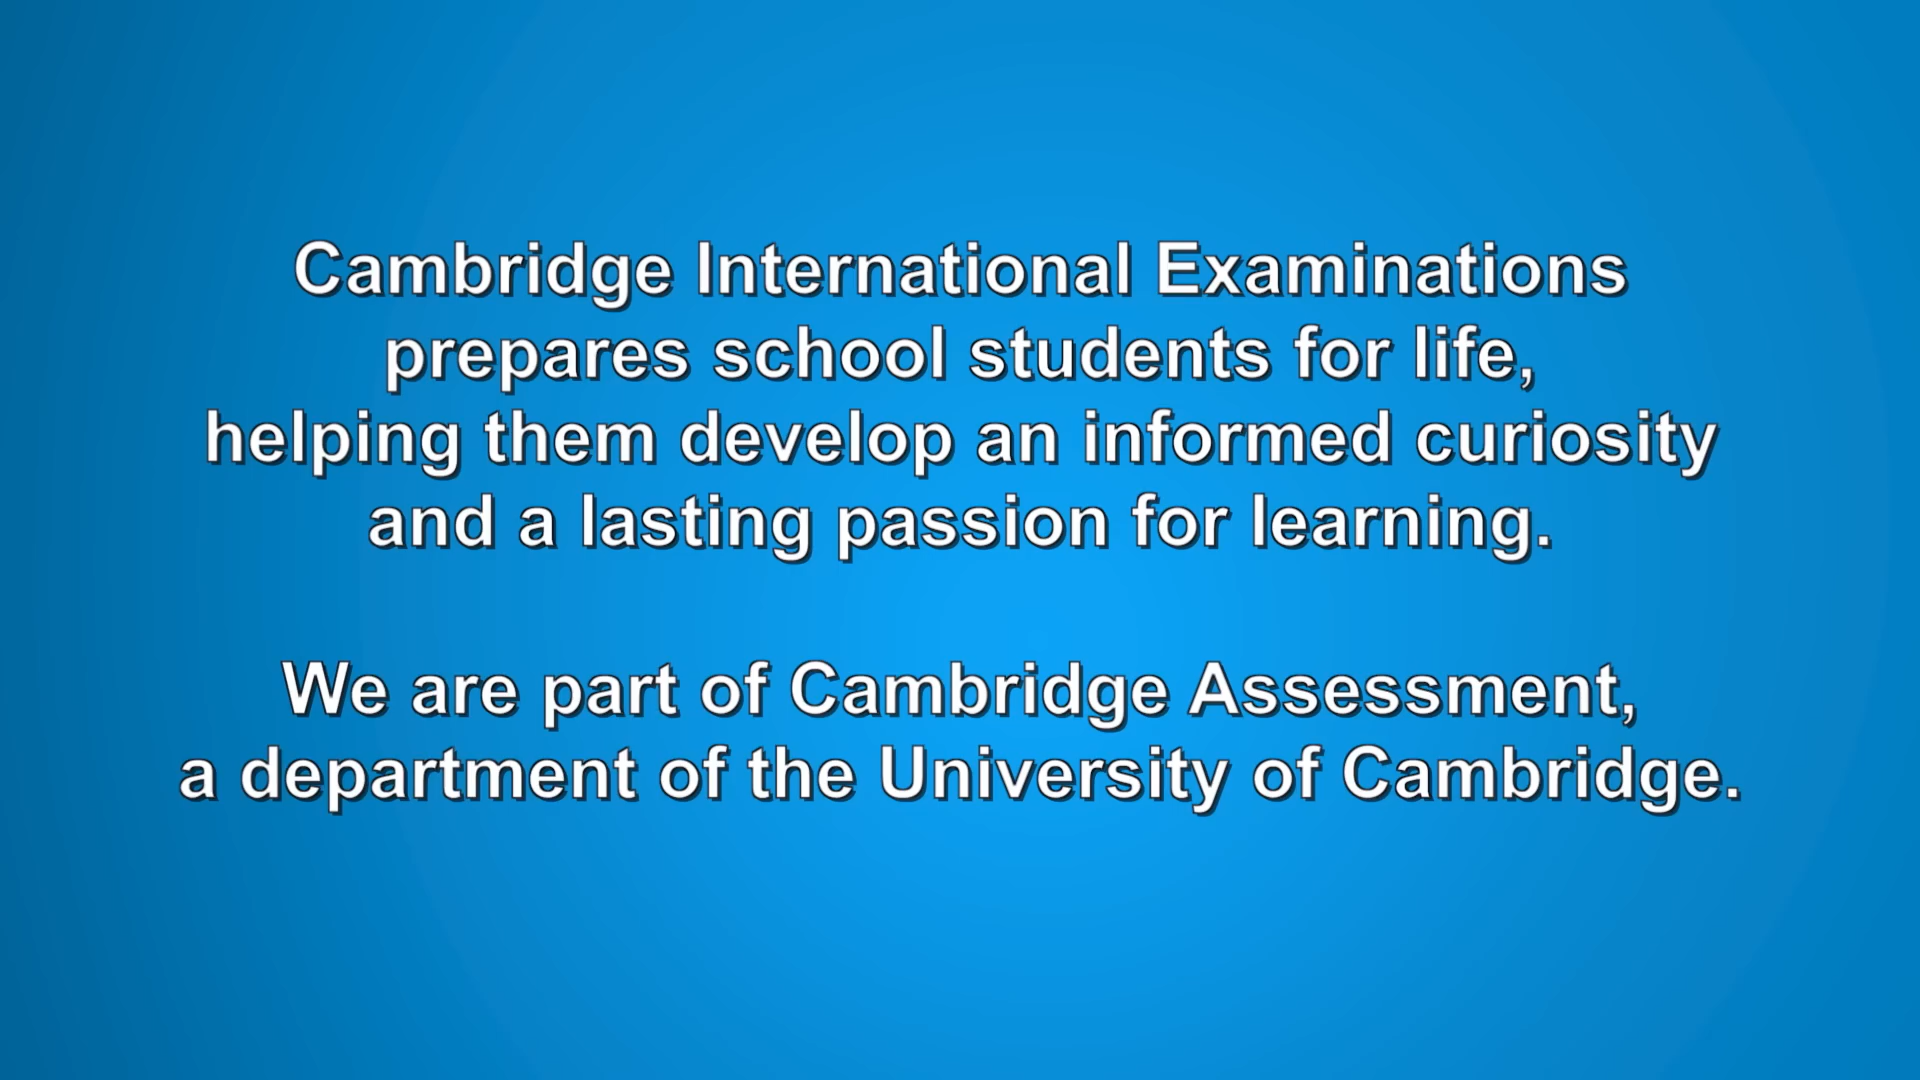 Cambridge International Examinations
prepares school students for life,
helping them develop an informed curiosity
and a lasting passion for learning.
We are part of Cambridge Assessment,
a department of the University of Cambridge.